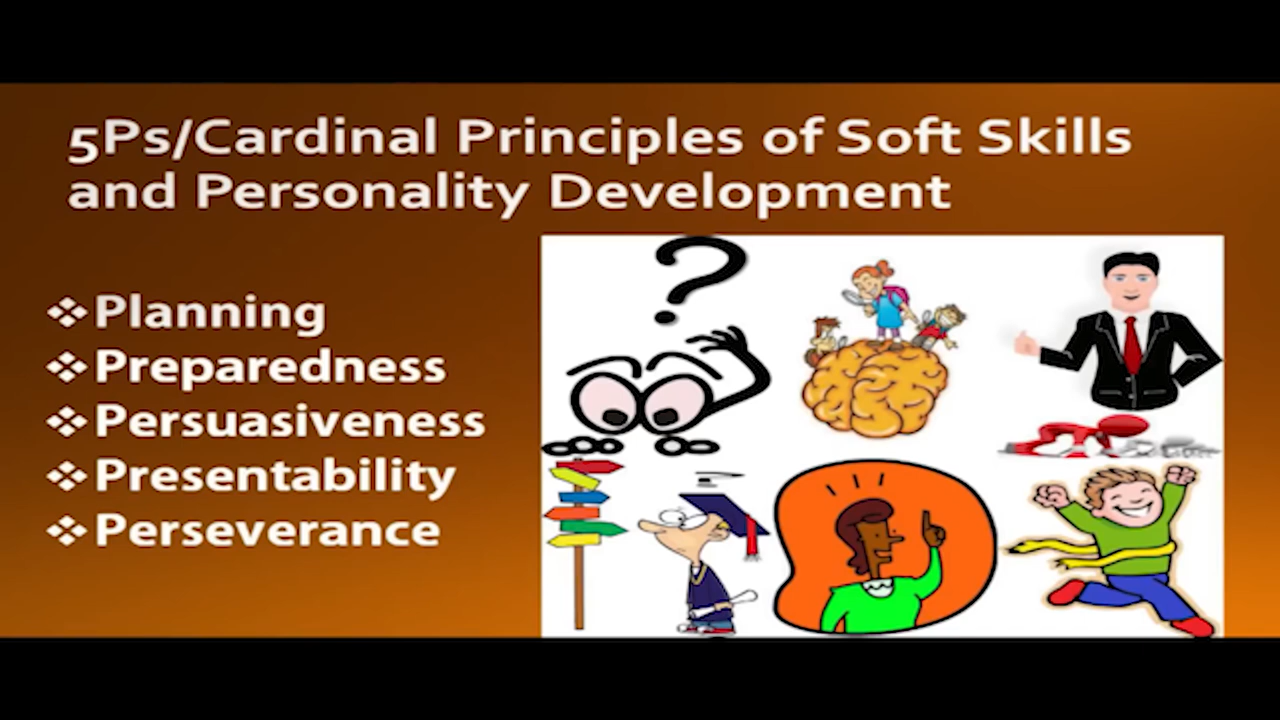 5Ps/Cardinal Principles of Soft Skills
and Personality Development
❖Planning
❖Preparedness
❖Persuasiveness
❖Presentability
❖Perseverance
?